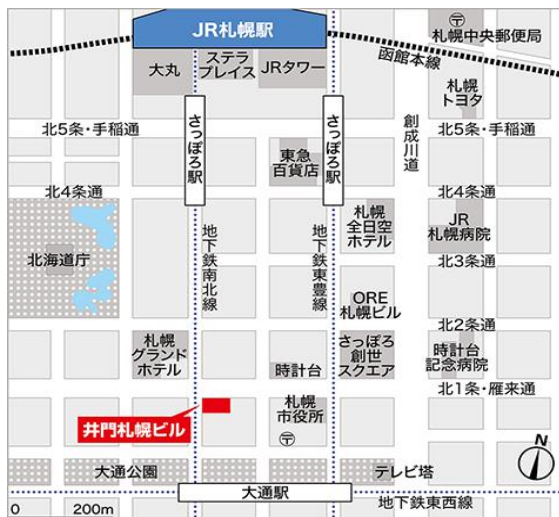 JR札幌駅
〒
札幌中央郵便局
函館本線
大丸
ステラ
プレイス
JRタワー
札幌
トヨタ
北5条・手稲通
さっぽろ駅
さっぽろ駅
創成川道
北5条・手稲通
東急
百貨店
北4条通
北4条通
地下鉄南北線
地下鉄東豊線
札幌
全日空
ホテル
JR
札幌病院
北海道庁
北3条通
ORE
札幌ビル
北2条通
札幌
グランド
ホテル
時計台
さっぽろ
創世
スクエア
時計台
記念病院
北1条・雁来通
井門札幌ビル
札幌
市役所
〒
N
大通公園
テレビ塔
大通駅
地下鉄東西線
0
200m